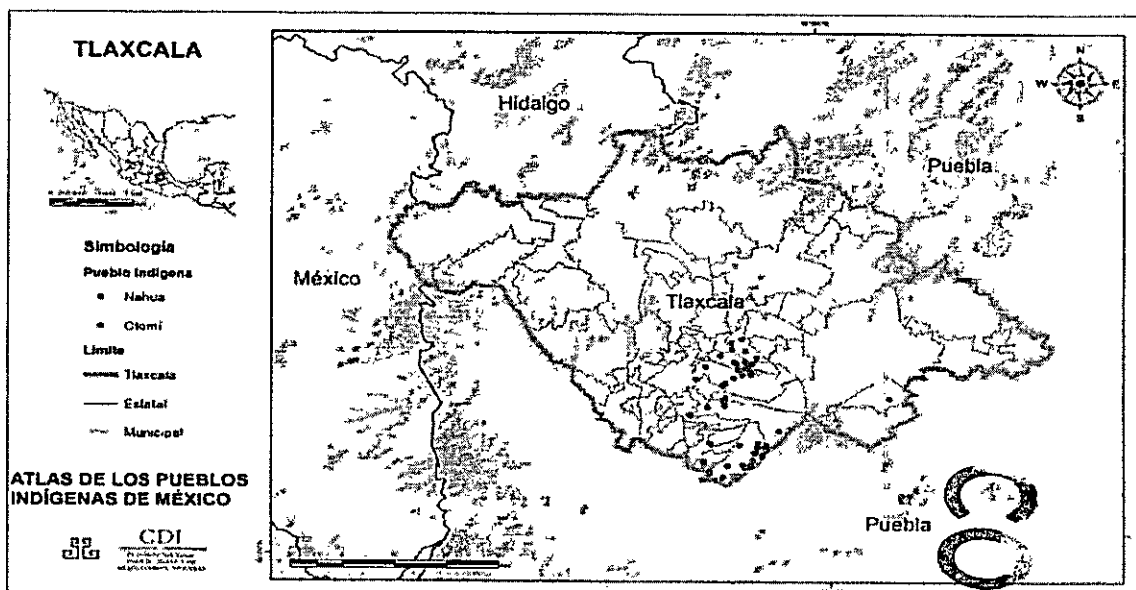 TLAXCALA
Simbología
Pueblo Indígena
Nahua
Otomí
Límite
Tlaxcala
Estatal
Municipal
ATLAS DE LOS PUEBLOS
INDÍGENAS DE MÉXICO
CDI
Hidalgo
Puebla
México
Tlaxcala
Puebla
N
W
E
S